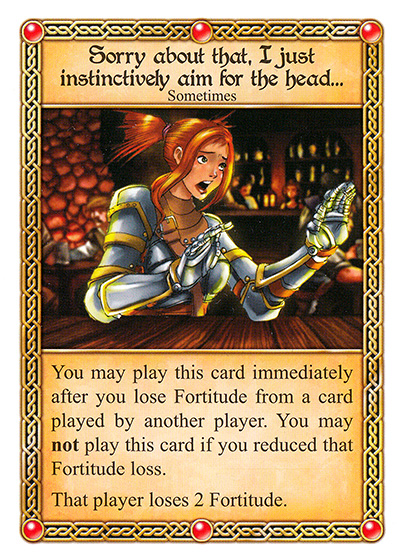 Sorry about that, I just
instinctively aim for the head...
Sometimes
You may play this card immediately
after you lose Fortitude from a card
played by another player. You may
not play this card if you reduced that
Fortitude loss.
That player loses 2 Fortitude.